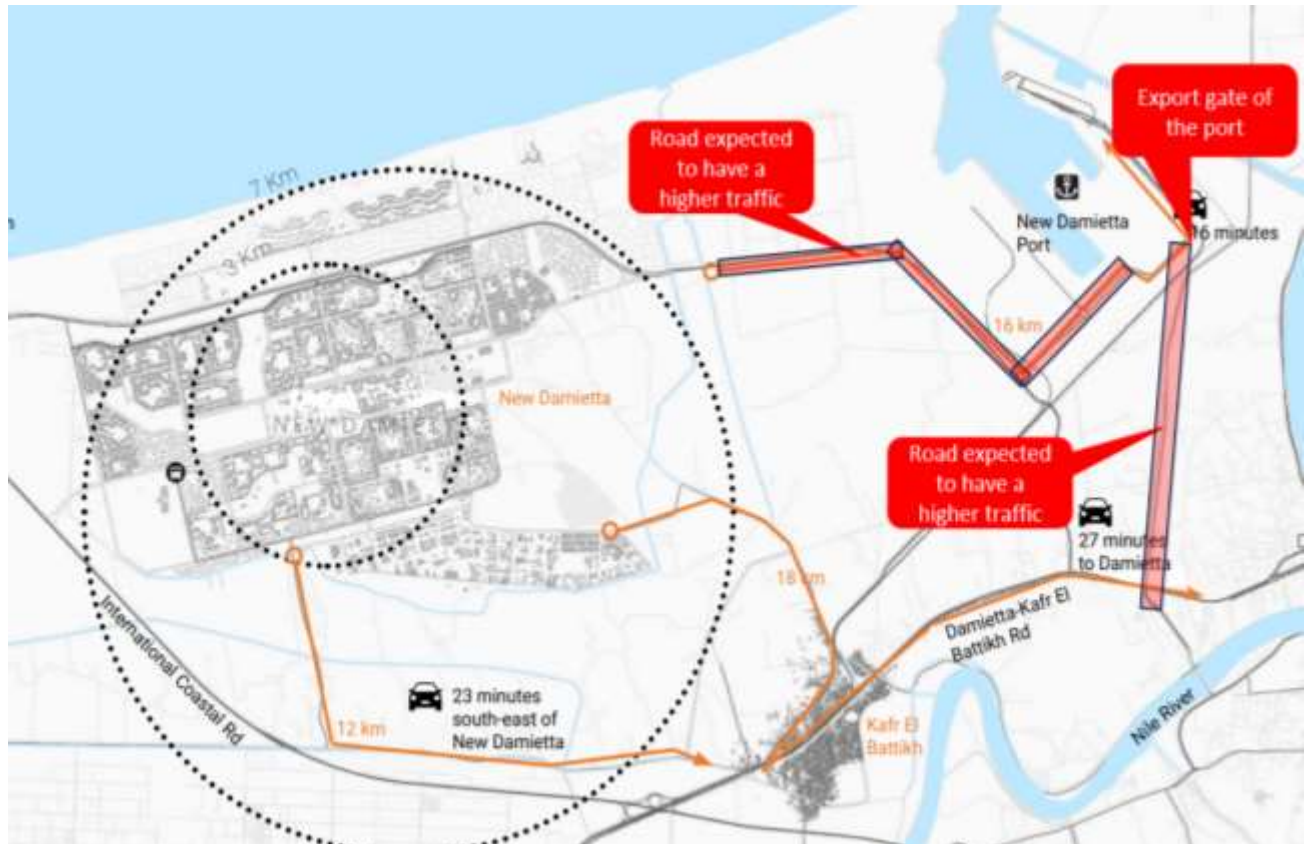 Export gate of
the port
Road expected
to have a
higher traffic
7 Km
3 Km
New Damietta
Port
16 minutes
16 km
New Damietta
NEW DAMIETTA
Road expected
to have a
higher traffic
27 minutes
to Damietta
18 km
Damietta-Kafr El
Battikh Rd
International Coastal Rd
23 minutes
south-east of
New Damietta
12 km
Kafr El
Battikh
Nile River